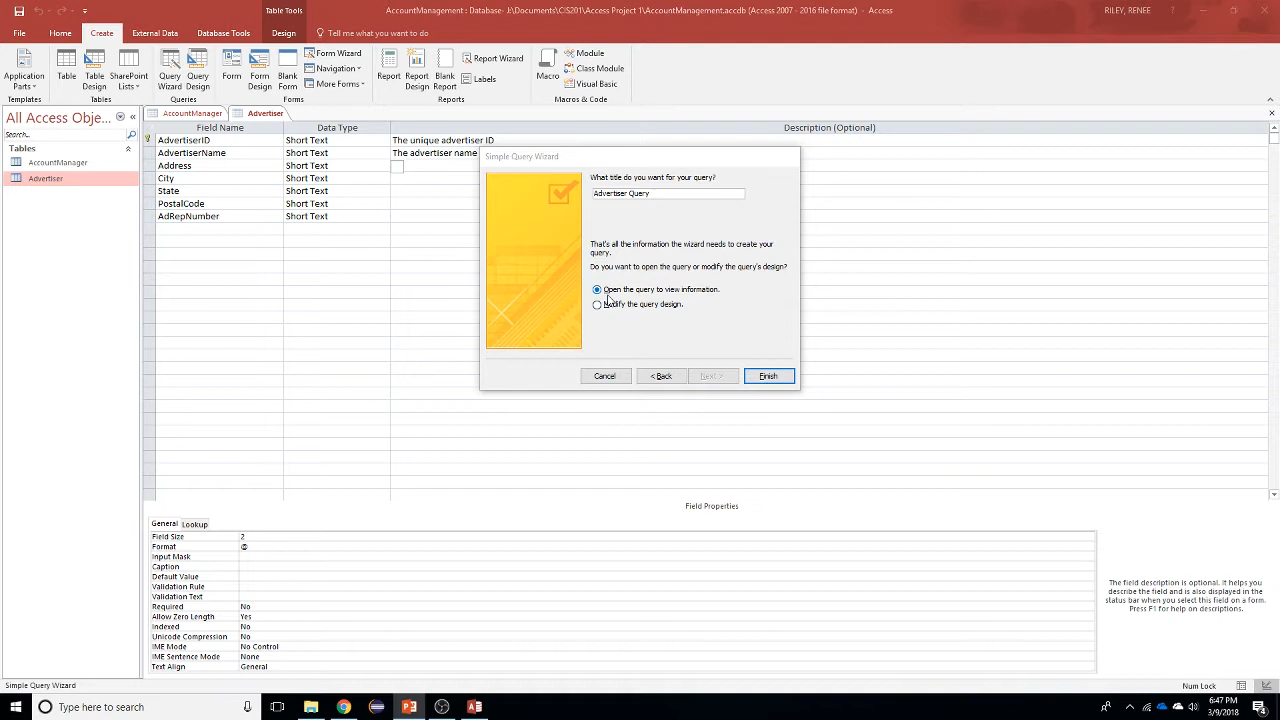 Table Tools
AccountManagement : Database- J:\Documents\CIS201\Access Project 1\AccountManagement.accdb (Access 2007 - 2016 file format) - Access
RILEY, RENEE
File
Home
Create
External Data
Database Tools
Design
Tell me what you want to do
Application Parts
Table
Table Design
SharePoint Lists
Query Wizard
Query Design
Form
Form Design
Blank Form
Form Wizard
Navigation
More Forms
Report
Report Design
Blank Report
Report Wizard
Labels
Macro
Module
Class Module
Visual Basic
Templates
Tables
Queries
Forms
Reports
Macros & Code
All Access Obje...
Search...
Tables
AccountManager
Advertiser
AccountManager
Advertiser
Field Name
Data Type
Description (Optional)
AdvertiserID
Short Text
The unique advertiser ID
AdvertiserName
Short Text
The advertiser name
Address
Short Text
City
Short Text
State
Short Text
PostalCode
Short Text
AdRepNumber
Short Text
Simple Query Wizard
What title do you want for your query?
Advertiser Query
That's all the information the wizard needs to create your
query.
Do you want to open the query or modify the query's design?
Open the query to view information.
Modify the query design.
Cancel
< Back
Next >
Finish
Field Properties
General
Lookup
Field Size
2
Format
@
Input Mask
Caption
Default Value
Validation Rule
Validation Text
Required
No
Allow Zero Length
Yes
Indexed
No
Unicode Compression
No
IME Mode
No Control
IME Sentence Mode
None
Text Align
General
The field description is optional. It helps you
describe the field and is also displayed in the
status bar when you select this field on a form.
Press F1 for help on descriptions.
Simple Query Wizard
Num Lock
Type here to search
6:47 PM
3/9/2018